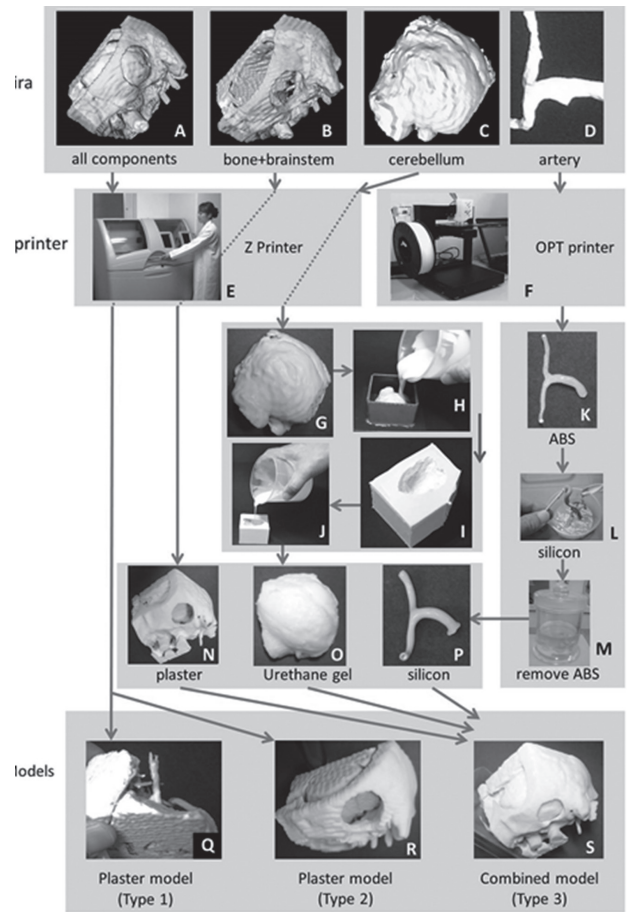 ira
A
B
C
D
all components
bone+brainstem
cerebellum
artery
printer
E
Z Printer
F
OPT printer
G
H
K
ABS
J
I
L
silicon
N
O
P
M
plaster
Urethane gel
silicon
remove ABS
lodels
Q
R
S
Plaster model
(Type 1)
Plaster model
(Type 2)
Combined model
(Type 3)